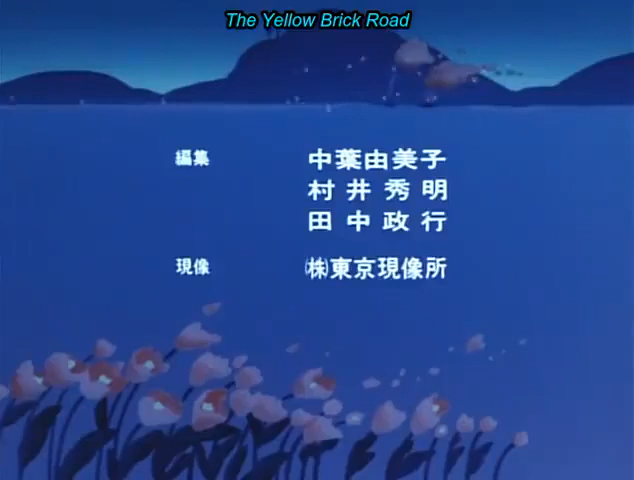 The Yellow Brick Road
編集 中葉由美子
村井秀明
田中政行
現像 ㈱東京現像所